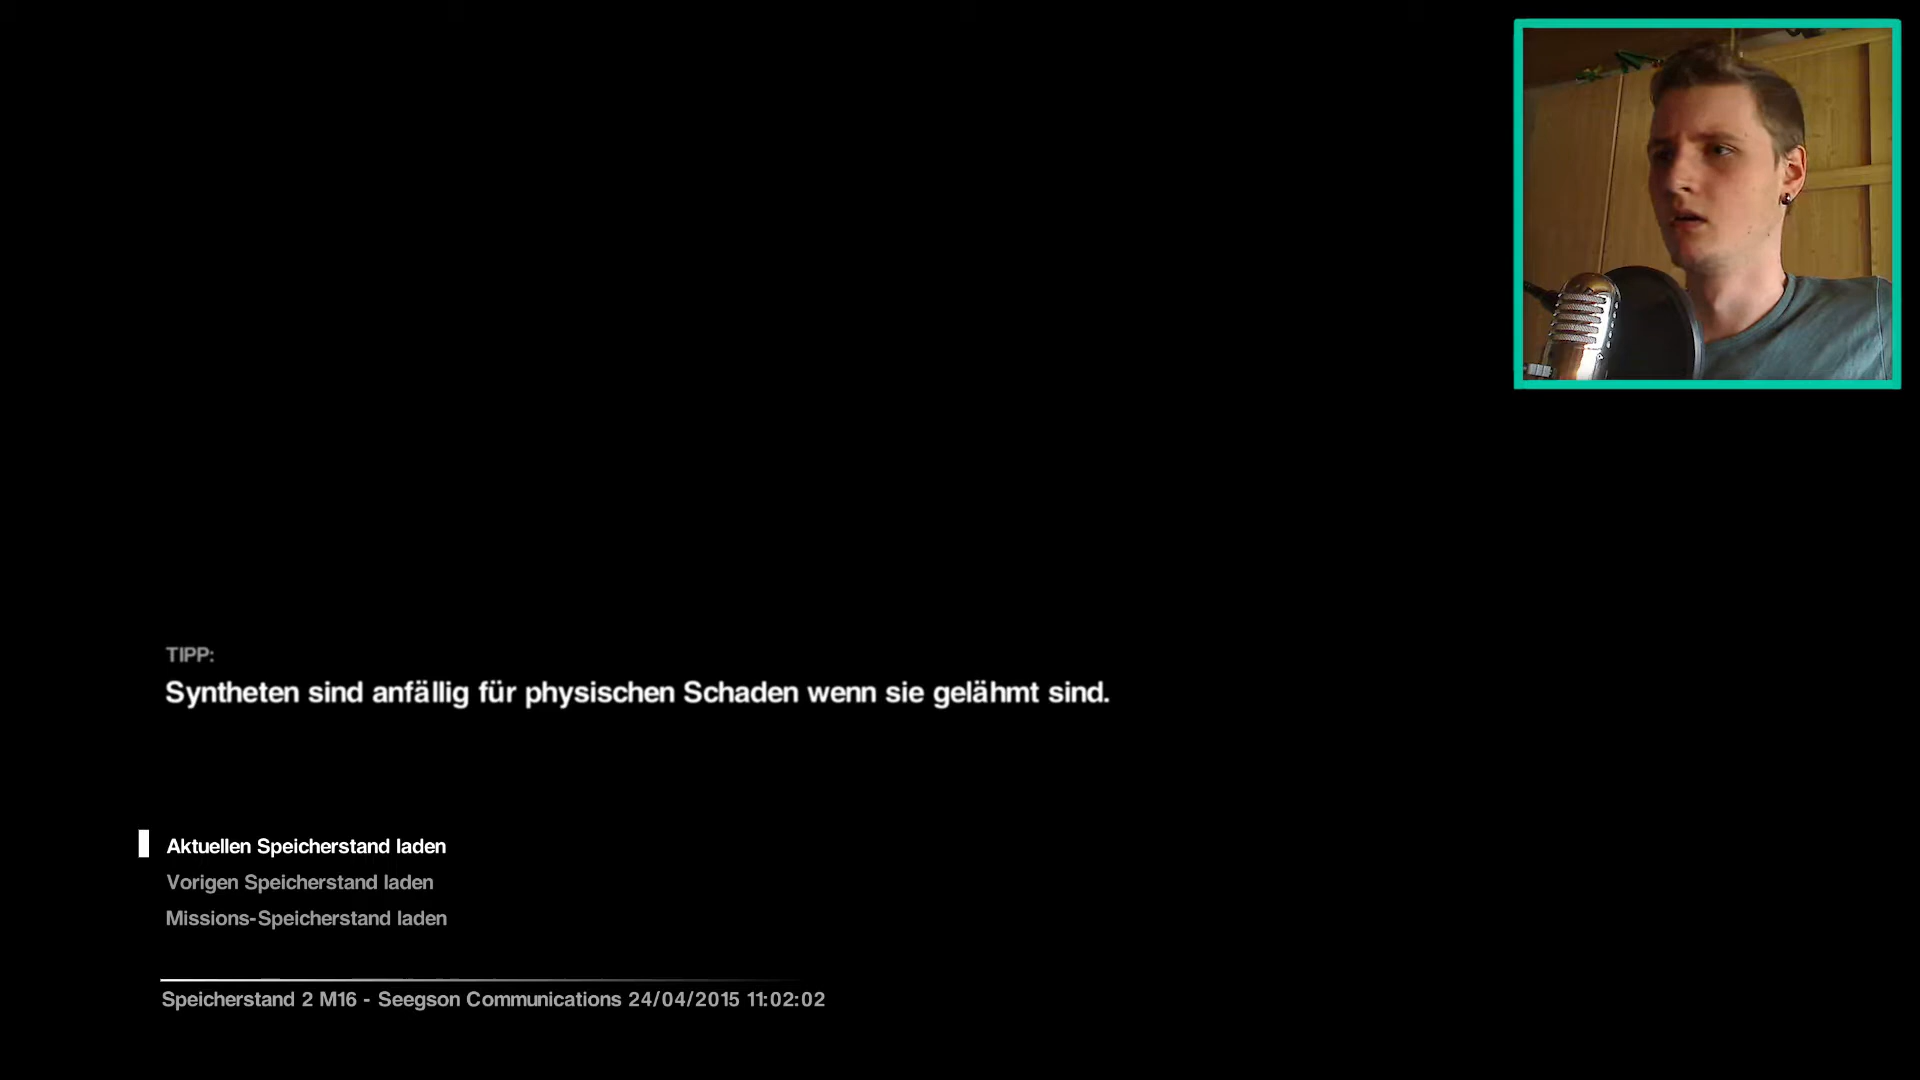 TIPP:
Syntheten sind anfällig für physischen Schaden wenn sie gelähmt sind.
Aktuellen Speicherstand laden
Vorigen Speicherstand laden
Missions-Speicherstand laden
Speicherstand 2 M16 - Seegson Communications 24/04/2015 11:02:02